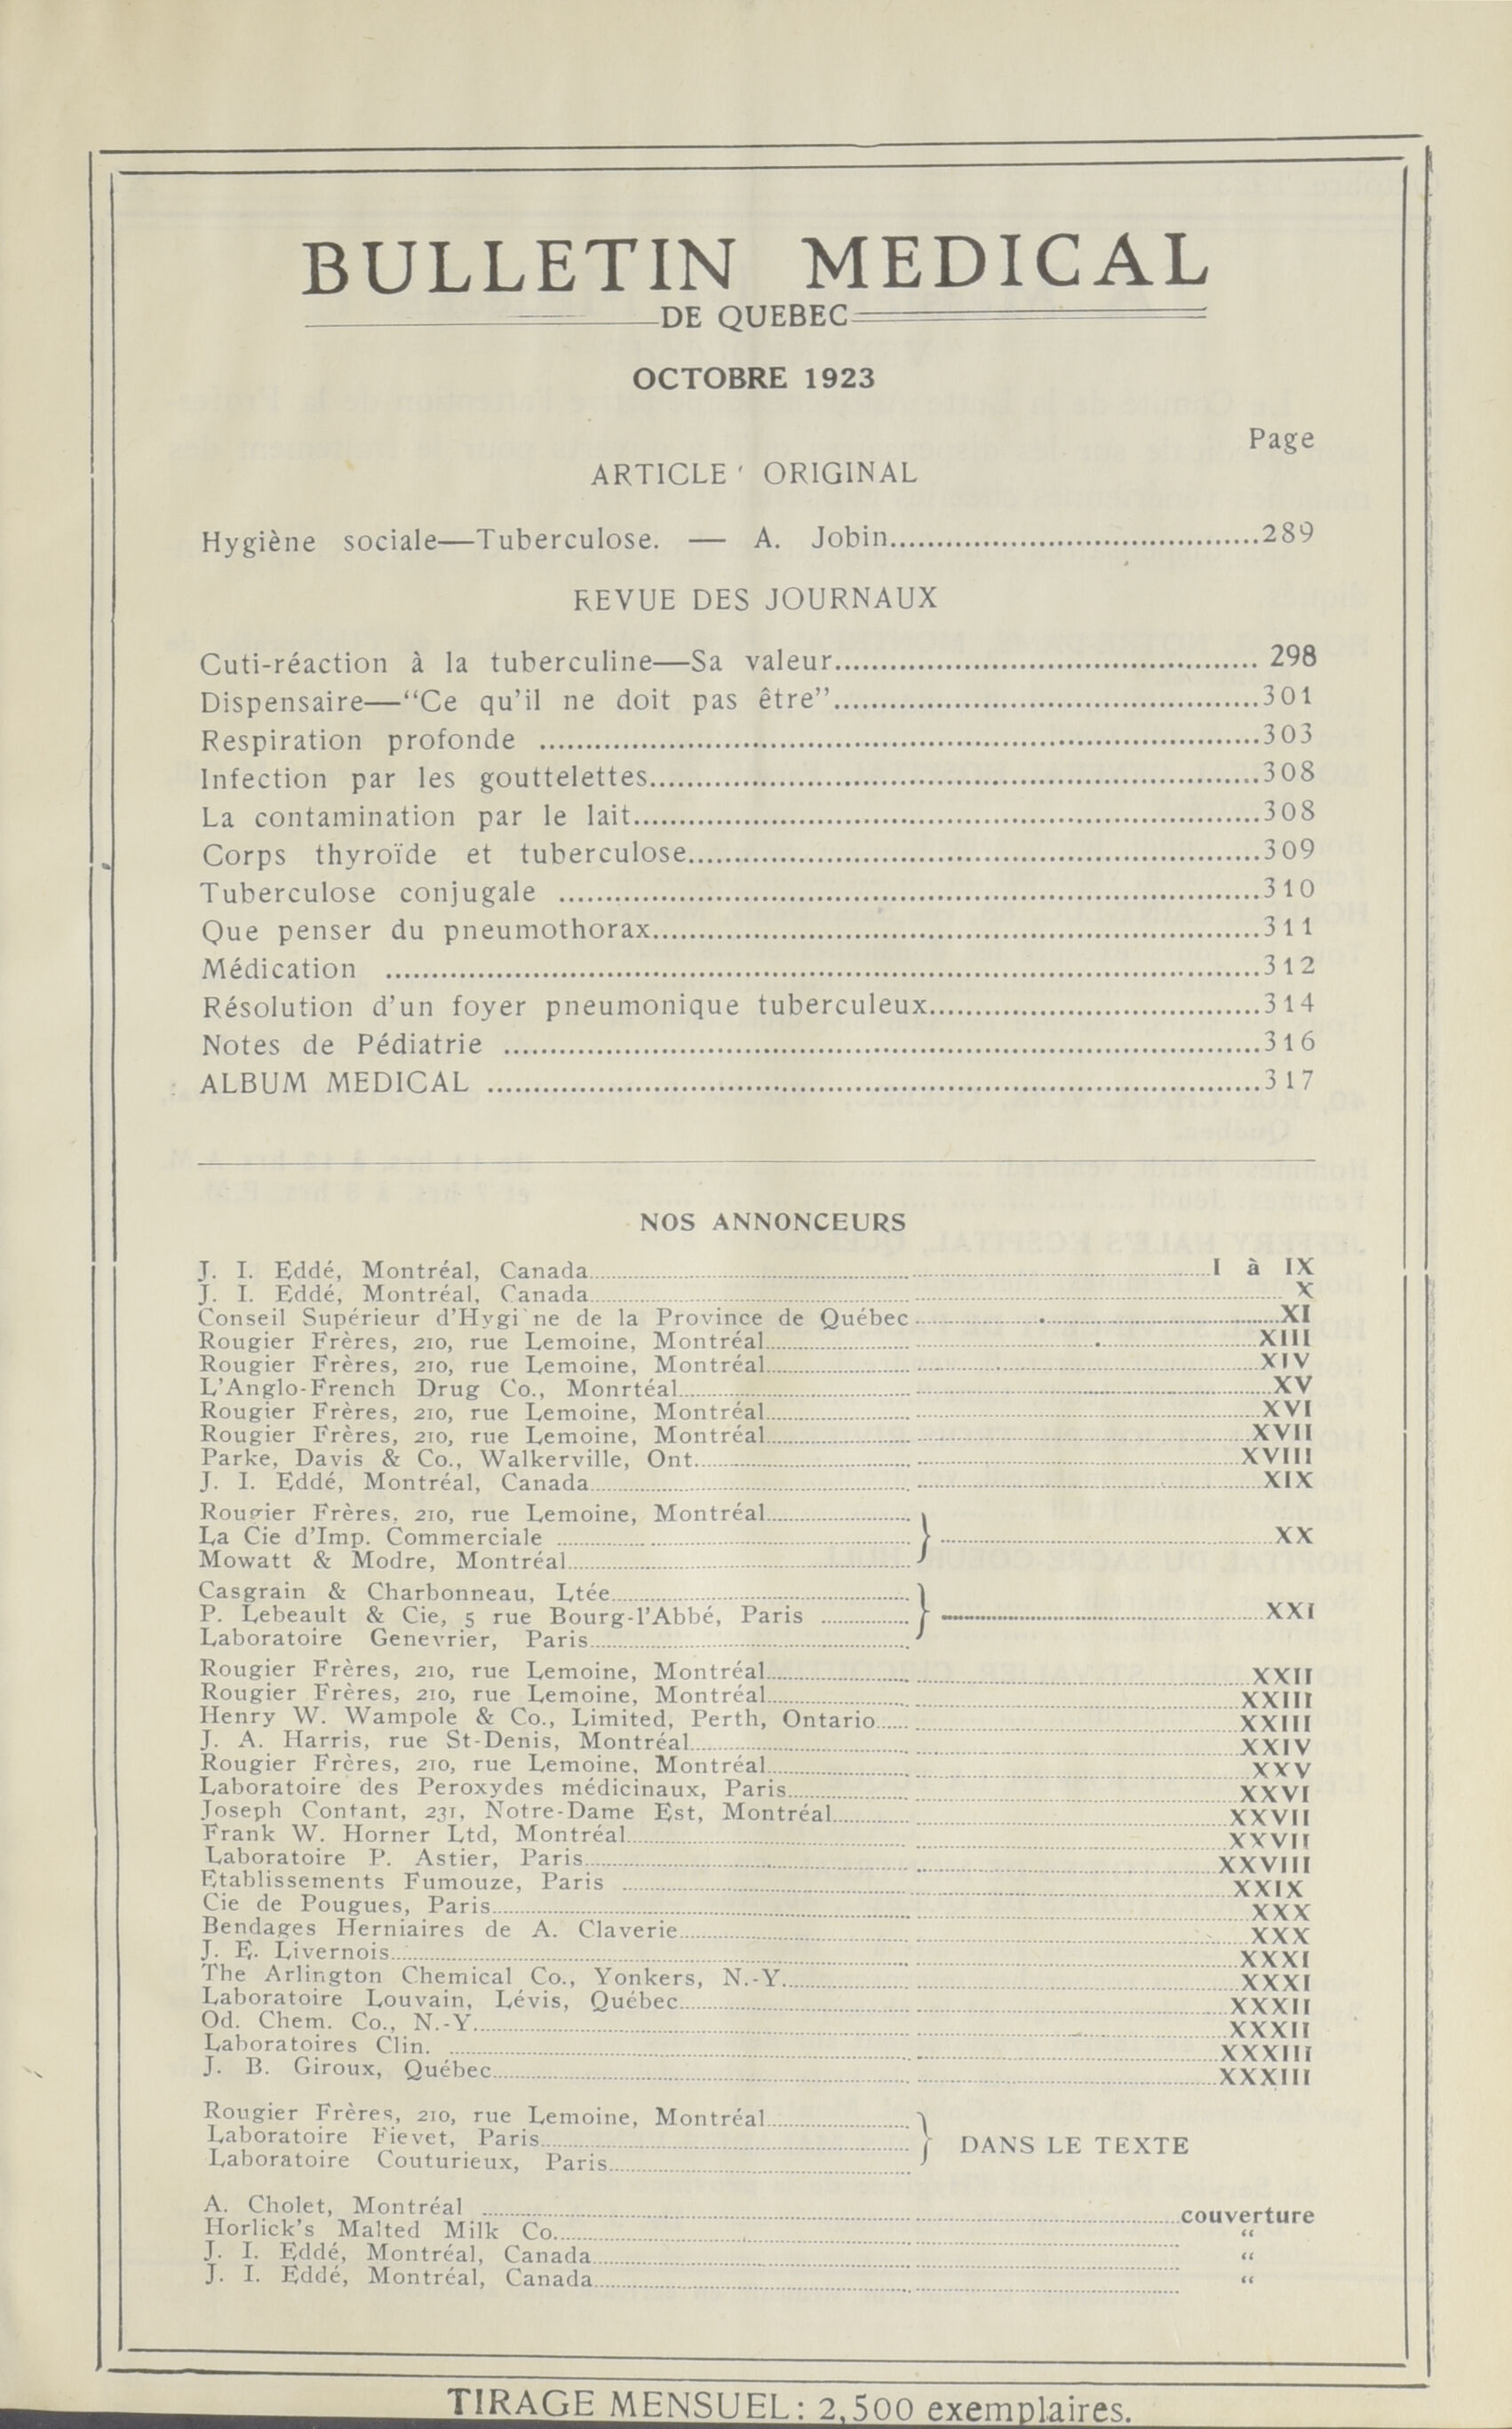 BULLETIN MEDICAL
DE QUEBEC
OCTOBRE 1923
Page
ARTICLE ORIGINAL
Hygiène sociale—Tuberculose. — A. Jobin........289
REVUE DES JOURNAUX
Cuti-réaction à la tuberculine—Sa valeur........298
Dispensaire—“Ce qu’il ne doit pas être”........301
Respiration profonde ........303
Infection par les gouttelettes........308
La contamination par le lait........308
Corps thyroïde et tuberculose........309
Tuberculose conjugale ........310
Que penser du pneumothorax........311
Médication ........312
Résolution d’un foyer pneumonique tuberculeux........314
Notes de Pédiatrie ........316
ALBUM MEDICAL ........317
NOS ANNONCEURS
J. I. Eddé, Montréal, Canada........I à IX
J. I. Eddé, Montréal, Canada........X
Conseil Supérieur d’Hygi`ne de la Province de Québec........XI
Rougier Frères, 210, rue Lemoine, Montréal........XIII
Rougier Frères, 210, rue Lemoine, Montréal........XIV
L’Anglo-French Drug Co., Monrtéal........XV
Rougier Frères, 210, rue Lemoine, Montréal........XVI
Rougier Frères, 210, rue Lemoine, Montréal........XVII
Parke, Davis & Co., Walkerville, Ont........XVIII
J. I. Eddé, Montréal, Canada........XIX
Rougier Frères, 210, rue Lemoine, Montréal........
La Cie d’Imp. Commerciale ........} ........XX
Mowatt & Modre, Montréal........
Casgrain & Charbonneau, Ltée........
P. Lebeault & Cie, 5 rue Bourg-l’Abbé, Paris ........} ........XXI
Laboratoire Genevrier, Paris........
Rougier Frères, 210, rue Lemoine, Montréal........XXII
Rougier Frères, 210, rue Lemoine, Montréal........XXIII
Henry W. Wampole & Co., Limited, Perth, Ontario........XXIII
J. A. Harris, rue St-Denis, Montréal........XXIV
Rougier Frères, 210, rue Lemoine, Montréal........XXV
Laboratoire des Peroxydes médicinaux, Paris........XXVI
Joseph Contant, 231, Notre-Dame Est, Montréal........XXVII
Frank W. Horner Ltd, Montréal........XXVII
Laboratoire P. Astier, Paris........XXVIII
Etablissements Fumouze, Paris ........XXIX
Cie de Pougues, Paris........XXX
Bendages Herniaires de A. Claverie........XXX
J. E. Livernois........XXXI
The Arlington Chemical Co., Yonkers, N.-Y........XXXI
Laboratoire Louvain, Lévis, Québec........XXXII
Od. Chem. Co., N.-Y........XXXII
Laboratoires Clin. ........XXXIII
J. B. Giroux, Québec........XXXIII
Rougier Frères, 210, rue Lemoine, Montréal........
Laboratoire Fievet, Paris........} DANS LE TEXTE
Laboratoire Couturieux, Paris........
A. Cholet, Montréal ........couverture
Horlick’s Malted Milk Co........“
J. I. Eddé, Montréal, Canada........“
J. I. Eddé, Montréal, Canada........“
TIRAGE MENSUEL: 2,500 exemplaires.